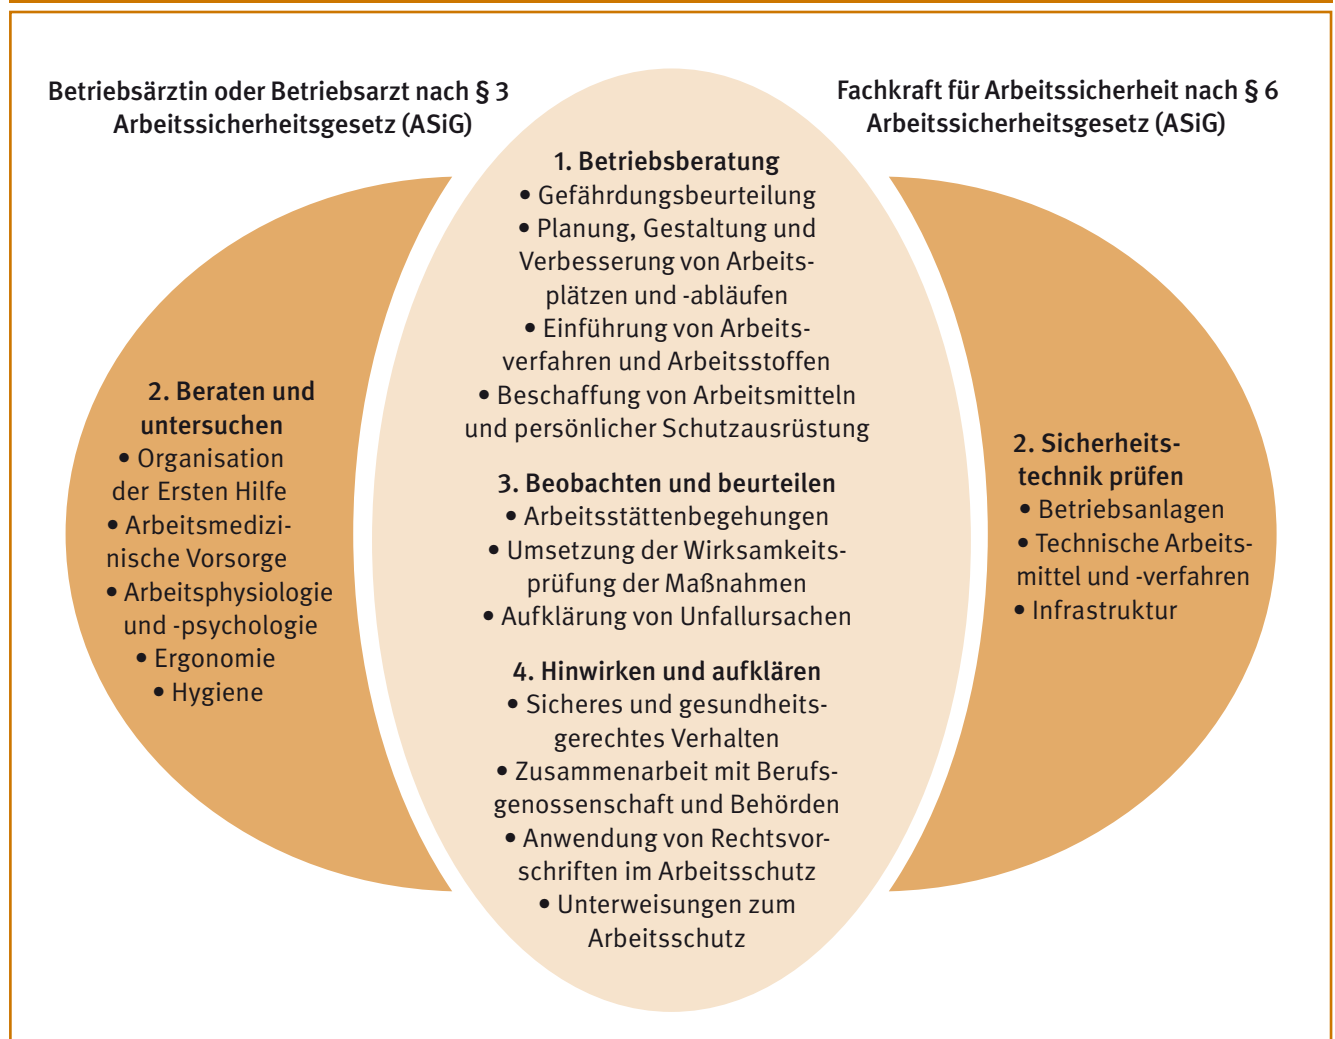 Betriebsärztin oder Betriebsarzt nach § 3
Arbeitssicherheitsgesetz (ASiG)
Fachkraft für Arbeitssicherheit nach § 6
Arbeitssicherheitsgesetz (ASiG)
1. Betriebsberatung
• Gefährdungsbeurteilung
• Planung, Gestaltung und
Verbesserung von Arbeits-
plätzen und -abläufen
• Einführung von Arbeits-
verfahren und Arbeitsstoffen
• Beschaffung von Arbeitsmitteln
und persönlicher Schutzausrüstung
2. Beraten und
untersuchen
• Organisation
der Ersten Hilfe
• Arbeitsmedizi-
nische Vorsorge
• Arbeitsphysiologie
und -psychologie
• Ergonomie
• Hygiene
2. Sicherheits-
technik prüfen
• Betriebsanlagen
• Technische Arbeits-
mittel und -verfahren
• Infrastruktur
3. Beobachten und beurteilen
• Arbeitsstättenbegehungen
• Umsetzung der Wirksamkeits-
prüfung der Maßnahmen
• Aufklärung von Unfallursachen
4. Hinwirken und aufklären
• Sicheres und gesundheits-
gerechtes Verhalten
• Zusammenarbeit mit Berufs-
genossenschaft und Behörden
• Anwendung von Rechtsvor-
schriften im Arbeitsschutz
• Unterweisungen zum
Arbeitsschutz